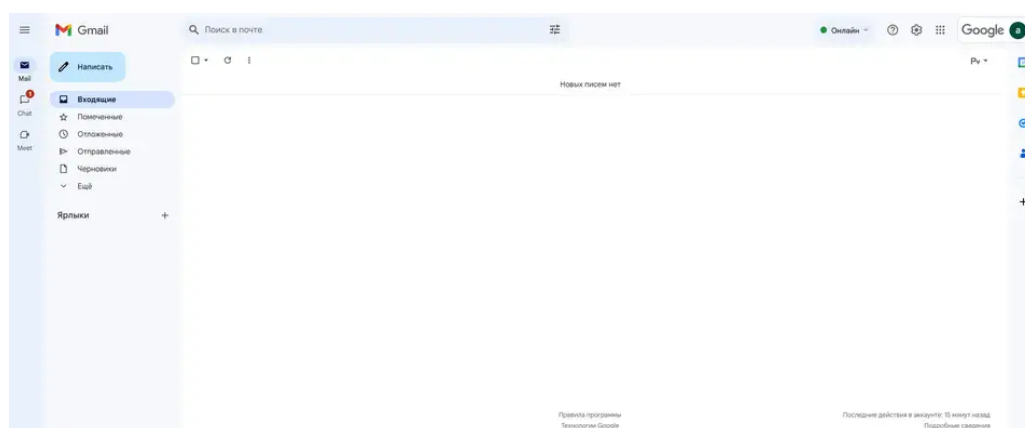 Gmail
Поиск в почте
Онлайн
Google
a
Mail
Написать
Ру
Новых писем нет
1
Chat
Входящие
Помеченные
Meet
Отложенные
Отправленные
Черновики
Ещё
Ярлыки
+
Правила программы
Технологии Google
Последние действия в аккаунте: 15 минут назад
Подробные сведения